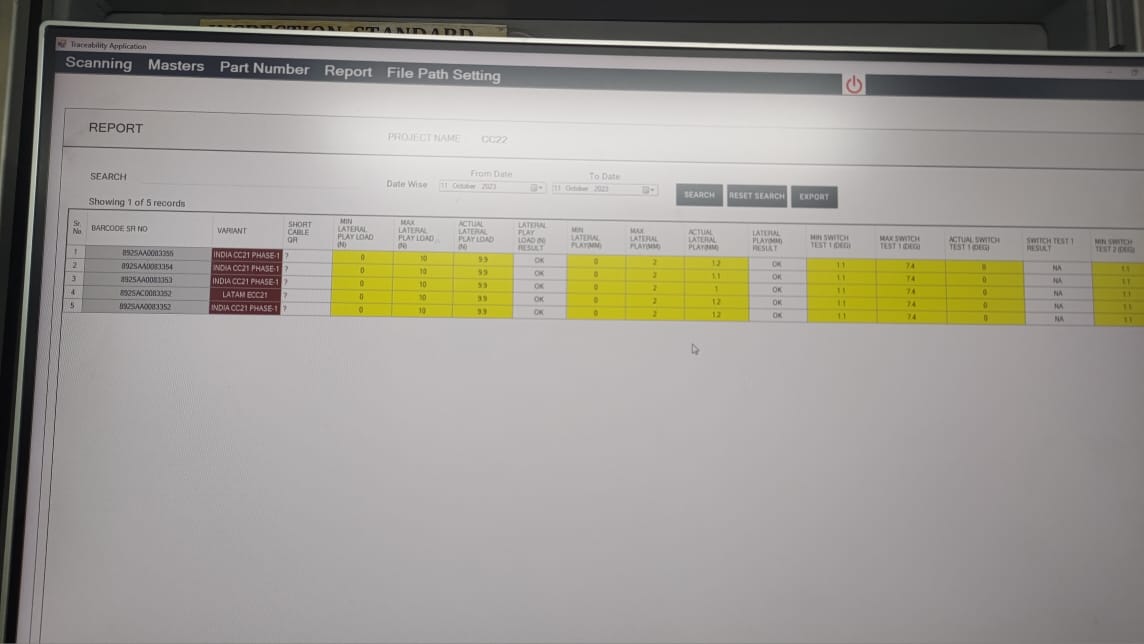 INSPECTION STANDARD
Traceability Application
Scanning Masters Part Number Report File Path Setting
REPORT
PROJECT NAME CC22
SEARCH
From Date To Date
Date Wise 11 October 2023 11 October 2023 SEARCH RESET SEARCH EXPORT
Showing 1 of 5 records
Sr. No BARCODE SR NO VARIANT SHORT CABLE QR MIN LATERAL PLAY LOAD (N) MAX LATERAL PLAY LOAD (N) ACTUAL LATERAL PLAY LOAD (N) LATERAL PLAY LOAD (N) RESULT MIN LATERAL PLAY(MM) MAX LATERAL PLAY(MM) ACTUAL LATERAL PLAY(MM) LATERAL PLAY(MM) RESULT MIN SWITCH TEST 1 (DEG) MAX SWITCH TEST 1 (DEG) ACTUAL SWITCH TEST 1 (DEG) SWITCH TEST 1 RESULT MIN SWITCH TEST 2 (DEG)
1 8925AA0083355 INDIA CC21 PHASE-1 ? 0 10 9.9 OK 0 2 1.2 OK 1.1 7.4 0 NA 1.1
2 8925AA0083354 INDIA CC21 PHASE-1 ? 0 10 9.9 OK 0 2 1.1 OK 1.1 7.4 0 NA 1.1
3 8925AA0083353 INDIA CC21 PHASE-1 ? 0 10 9.9 OK 0 2 1 OK 1.1 7.4 0 NA 1.1
4 8925AC0083352 LATAM ECC21 ? 0 10 9.9 OK 0 2 1.2 OK 1.1 7.4 0 NA 1.1
5 8925AA0083352 INDIA CC21 PHASE-1 ? 0 10 9.9 OK 0 2 1.2 OK 1.1 7.4 0 NA 1.1